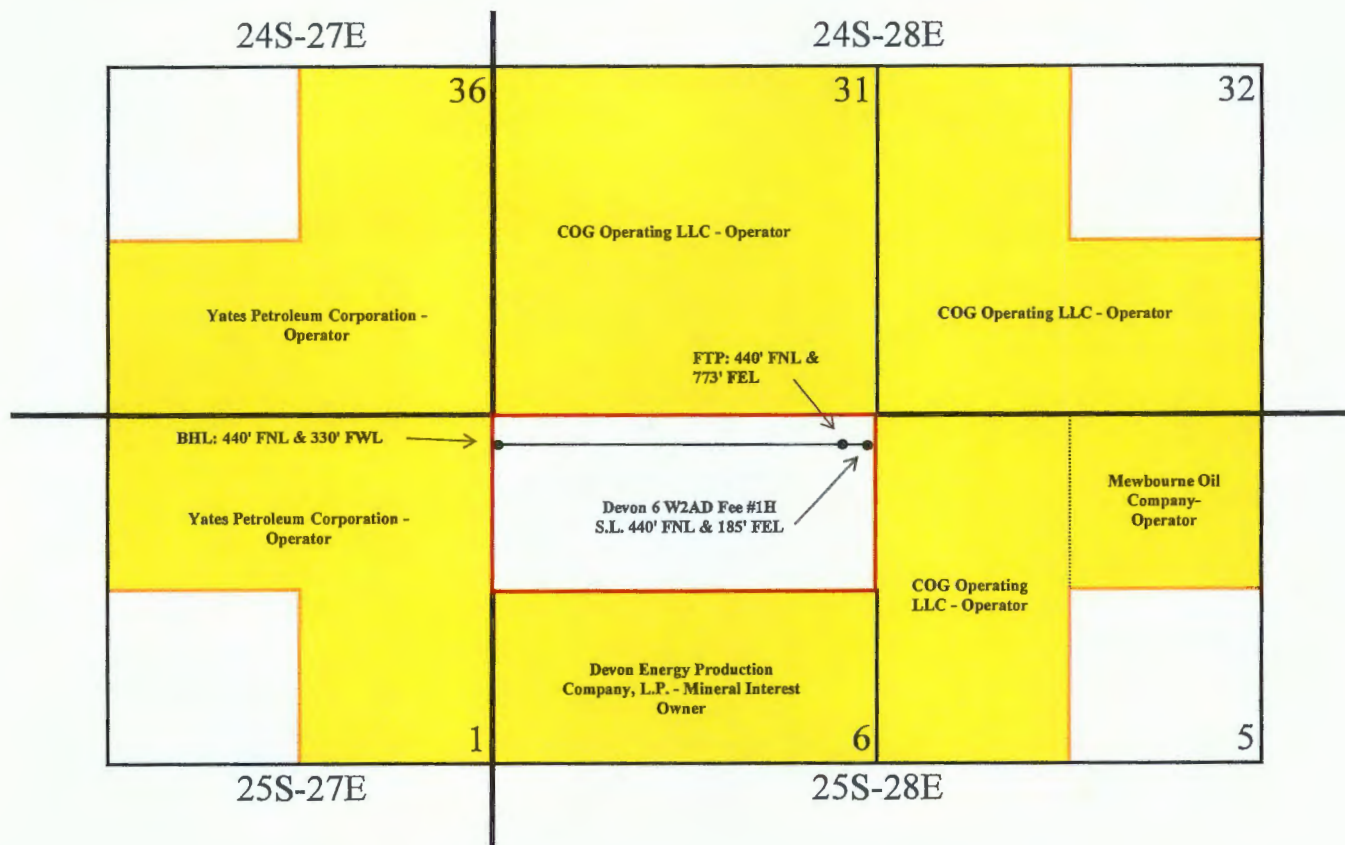 24S-27E
24S-28E
36
31
32
COG Operating LLC - Operator
Yates Petroleum Corporation -
Operator
COG Operating LLC - Operator
FTP: 440' FNL &
773' FEL
BHL: 440' FNL & 330' FWL
Mewbourne Oil
Company-
Operator
Devon 6 W2AD Fee #1H
S.L. 440' FNL & 185' FEL
Yates Petroleum Corporation -
Operator
COG Operating
LLC - Operator
Devon Energy Production
Company, L.P. - Mineral Interest
Owner
1
6
5
25S-27E
25S-28E